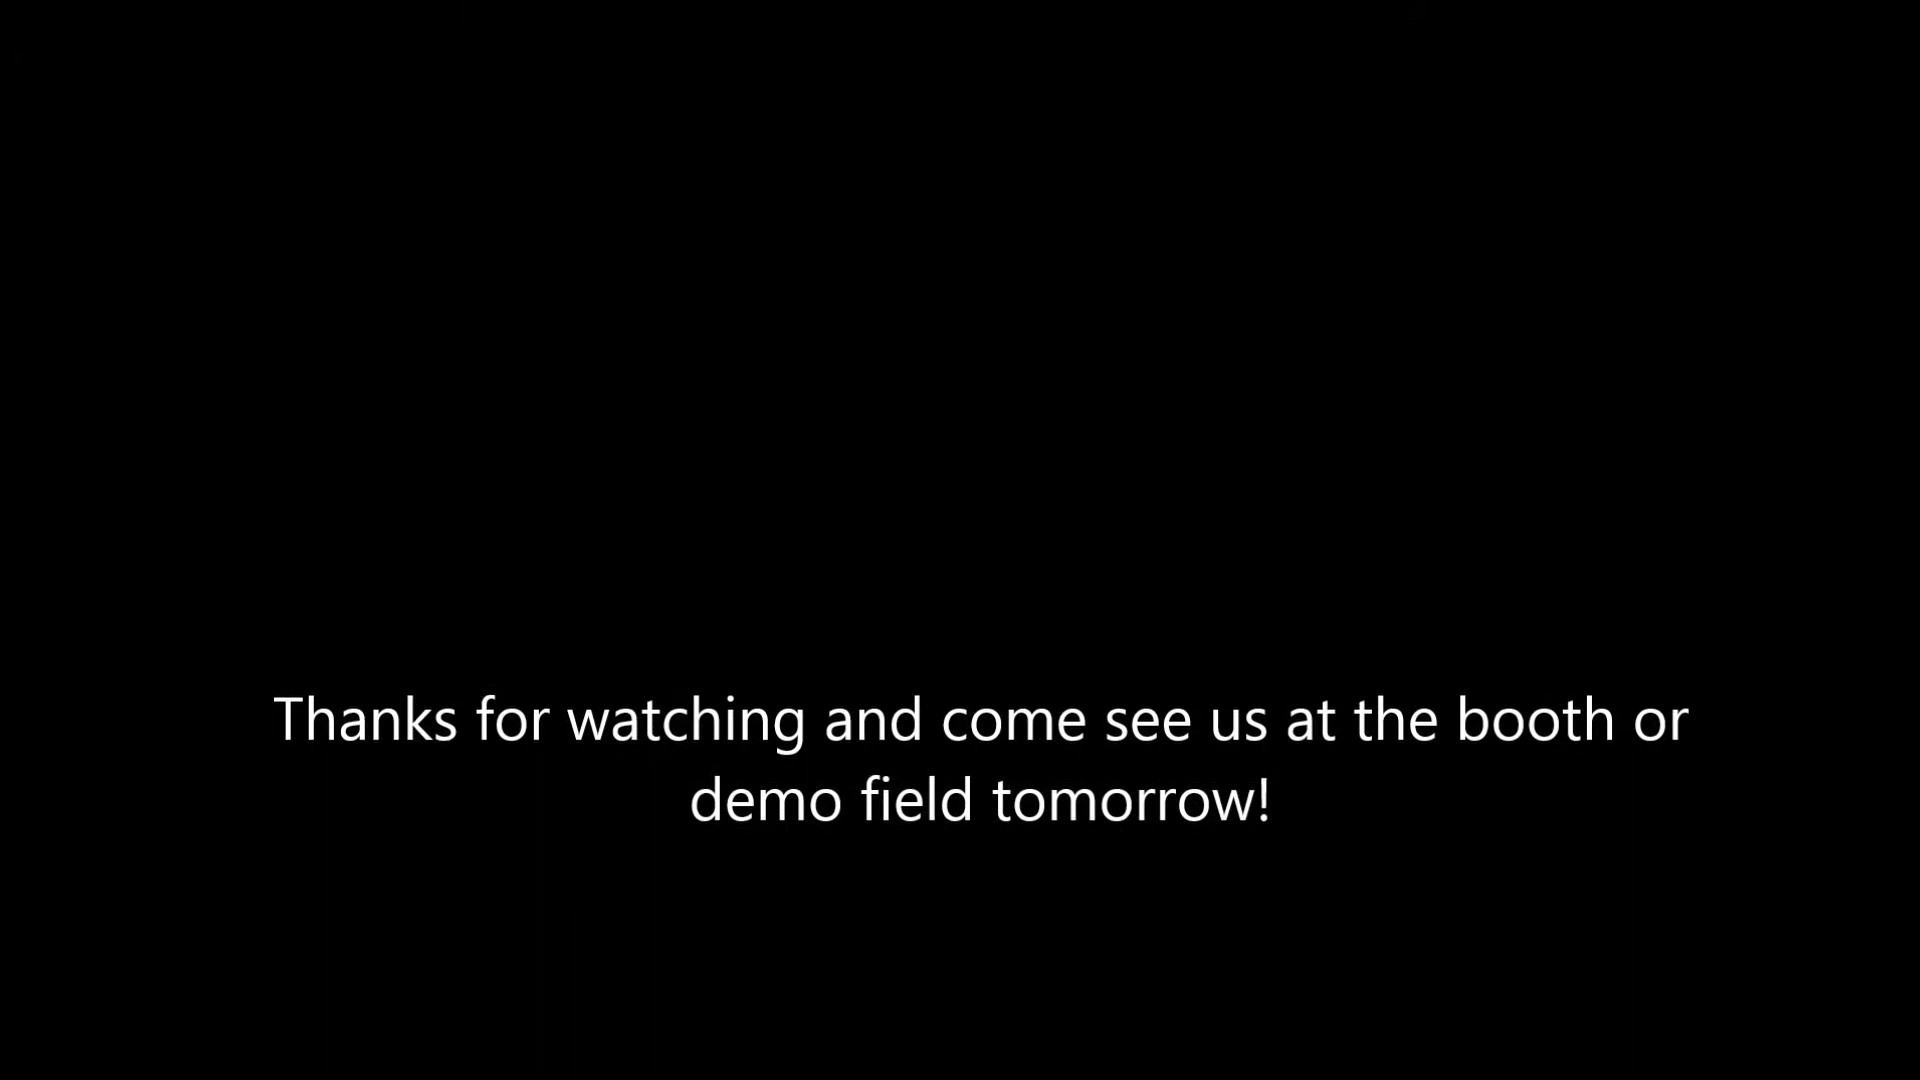 Thanks for watching and come see us at the booth or
demo field tomorrow!